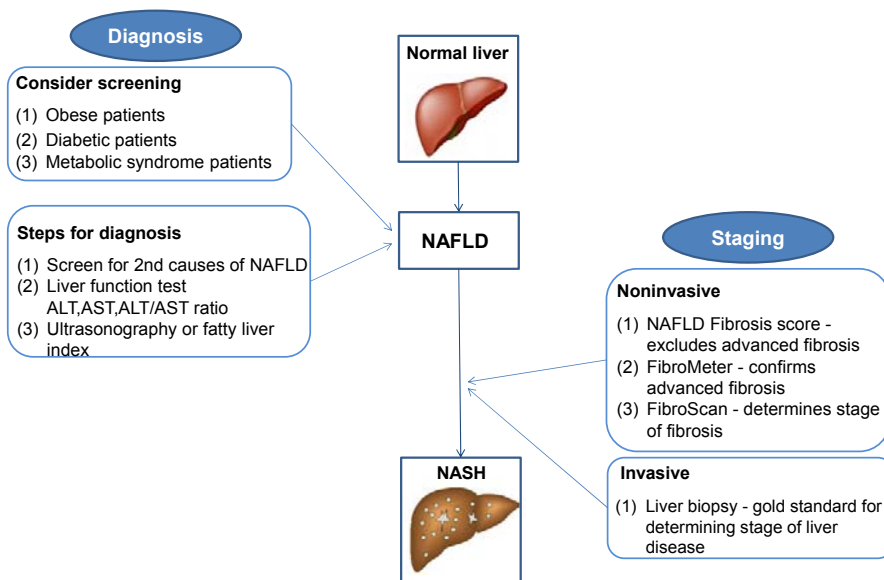 Diagnosis
Consider screening
(1) Obese patients
(2) Diabetic patients
(3) Metabolic syndrome patients
Steps for diagnosis
(1) Screen for 2nd causes of NAFLD
(2) Liver function test
ALT,AST,ALT/AST ratio
(3) Ultrasonography or fatty liver
index
Normal liver
NAFLD
NASH
Staging
Noninvasive
(1) NAFLD Fibrosis score -
excludes advanced fibrosis
(2) FibroMeter - confirms
advanced fibrosis
(3) FibroScan - determines stage
of fibrosis
Invasive
(1) Liver biopsy - gold standard for
determining stage of liver
disease